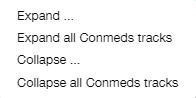 Expand ...
Expand all Conmeds tracks
Collapse ...
Collapse all Conmeds tracks